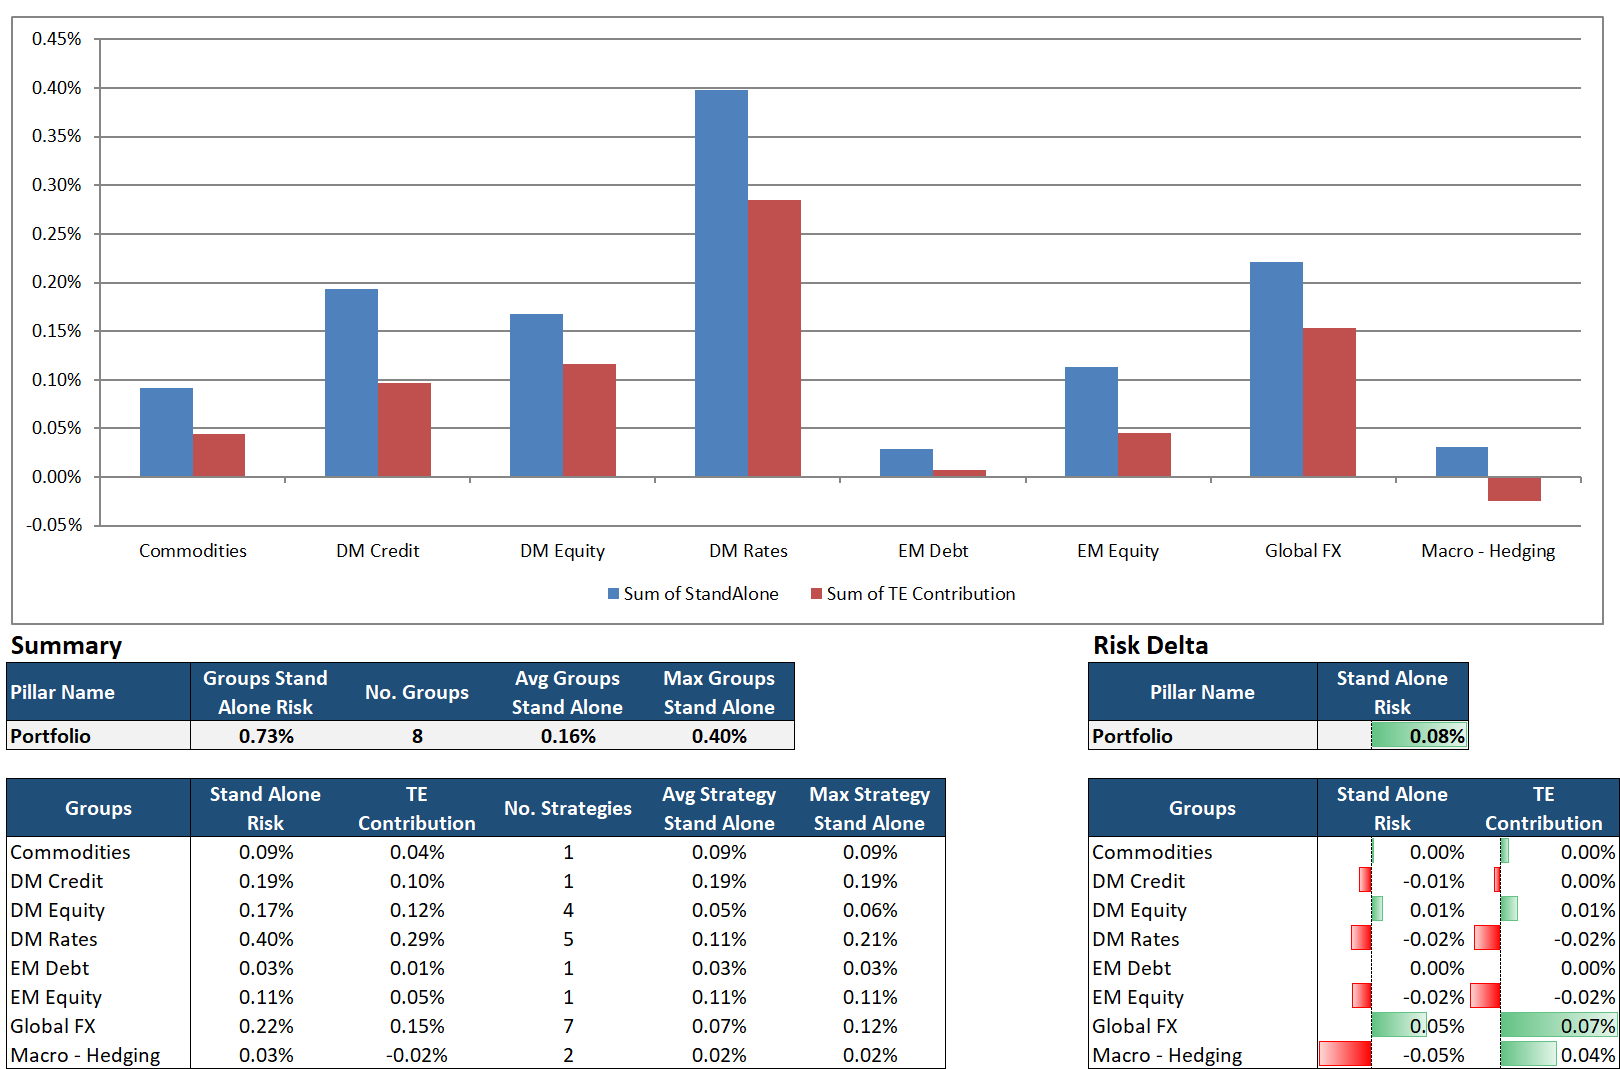 0.45%
0.40%
0.35%
0.30%
0.25%
0.20%
0.15%
0.10%
0.05%
0.00%
-0.05%
Commodities DM Credit DM Equity DM Rates EM Debt EM Equity Global FX Macro - Hedging
Sum of StandAlone Sum of TE Contribution
Summary
Pillar Name Groups Stand Alone Risk No. Groups Avg Groups Stand Alone Max Groups Stand Alone
Portfolio 0.73% 8 0.16% 0.40%
Groups Stand Alone Risk TE Contribution No. Strategies Avg Strategy Stand Alone Max Strategy Stand Alone
Commodities 0.09% 0.04% 1 0.09% 0.09%
DM Credit 0.19% 0.10% 1 0.19% 0.19%
DM Equity 0.17% 0.12% 4 0.05% 0.06%
DM Rates 0.40% 0.29% 5 0.11% 0.21%
EM Debt 0.03% 0.01% 1 0.03% 0.03%
EM Equity 0.11% 0.05% 1 0.11% 0.11%
Global FX 0.22% 0.15% 7 0.07% 0.12%
Macro - Hedging 0.03% -0.02% 2 0.02% 0.02%
Risk Delta
Pillar Name Stand Alone Risk
Portfolio 0.08%
Groups Stand Alone Risk TE Contribution
Commodities 0.00% 0.00%
DM Credit -0.01% 0.00%
DM Equity 0.01% 0.01%
DM Rates -0.02% -0.02%
EM Debt 0.00% 0.00%
EM Equity -0.02% -0.02%
Global FX 0.05% 0.07%
Macro - Hedging -0.05% 0.04%